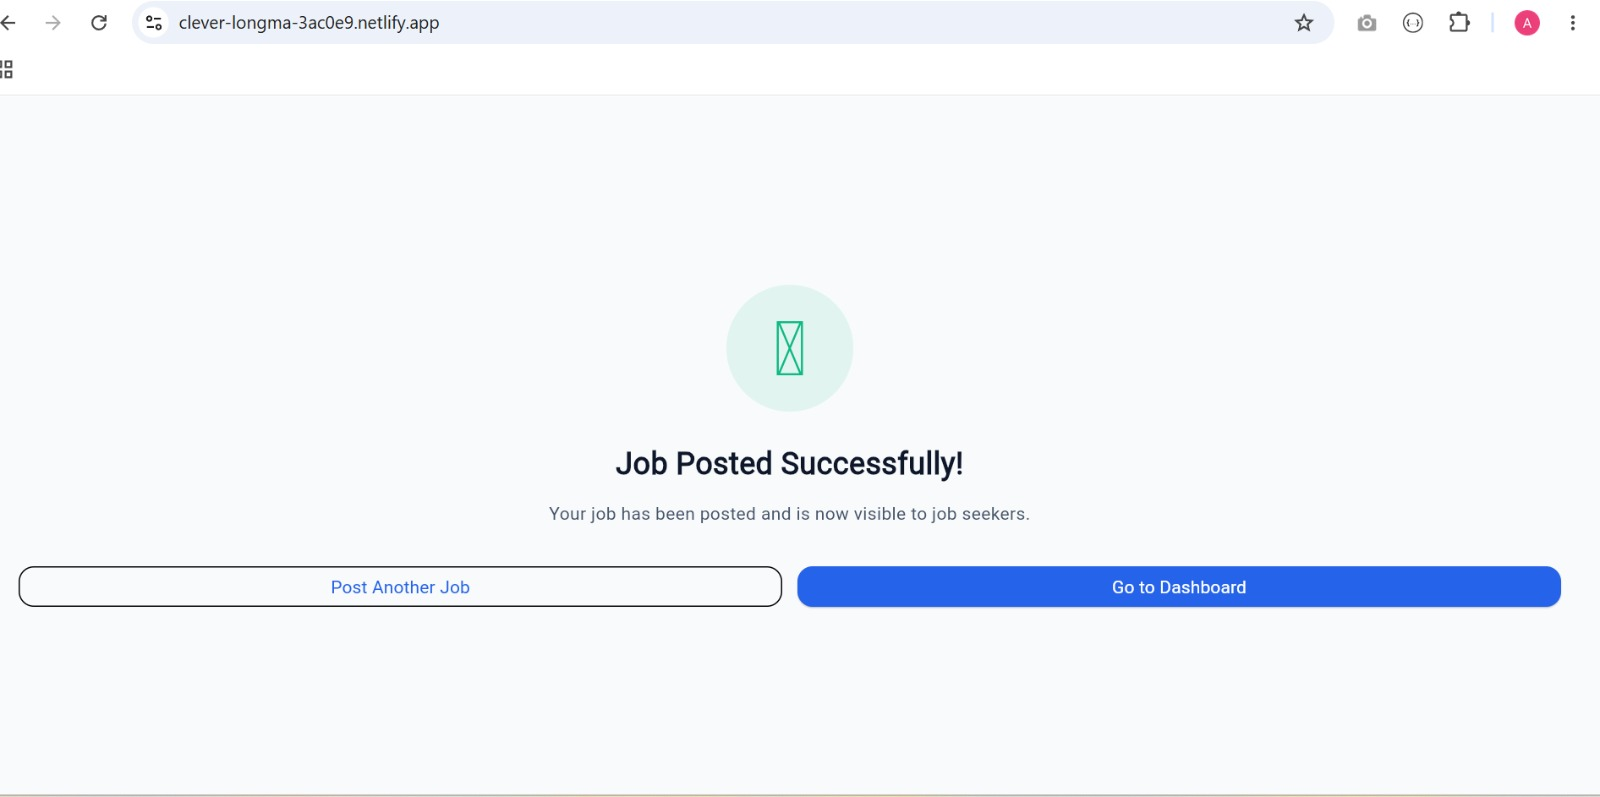 clever-longma-3ac0e9.netlify.app
A
Job Posted Successfully!
Your job has been posted and is now visible to job seekers.
Post Another Job
Go to Dashboard